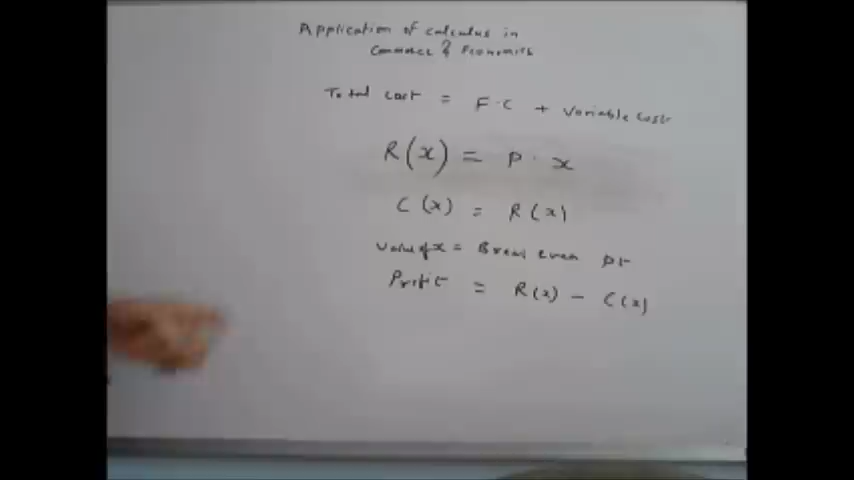 Application of calculus in
Commerce & Economics
Total cost = F.C + Variable cost
R(x) = P . x
C(x) = R(x)
Value of x = Break even pt
Profit = R(x) - C(x)